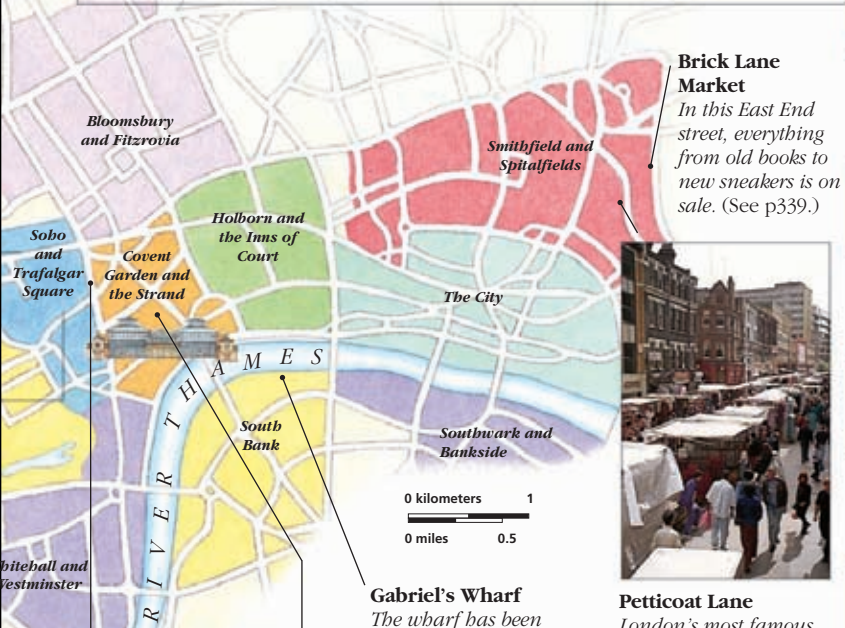 Brick Lane
Market
In this East End
street, everything
from old books to
new sneakers is on
sale. (See p339.)
Bloomsbury
and Fitzrovia
Smithfield and
Spitalfields
Holborn and
the Inns of
Court
Soho
and
Trafalgar
Square
Covent
Garden and
the Strand
The City
RIVER THAMES
South
Bank
Southwark and
Bankside
0 kilometers 1
0 miles 0.5
hitehall and
Westminster
Gabriel's Wharf
The wharf has been
Petticoat Lane
London's most famous